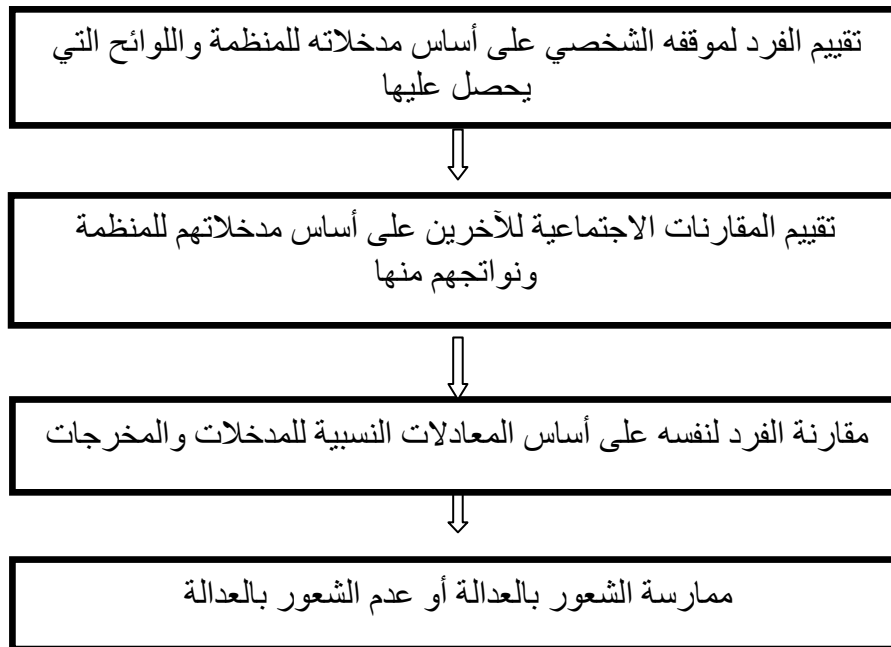 تقييم الفرد لموقفه الشخصي على أساس مدخلاته للمنظمة واللوائح التي
يحصل عليها
تقييم المقارنات الاجتماعية للآخرين على أساس مدخلاتهم للمنظمة
ونواتجهم منها
مقارنة الفرد لنفسه على أساس المعادلات النسبية للمدخلات والمخرجات
ممارسة الشعور بالعدالة أو عدم الشعور بالعدالة